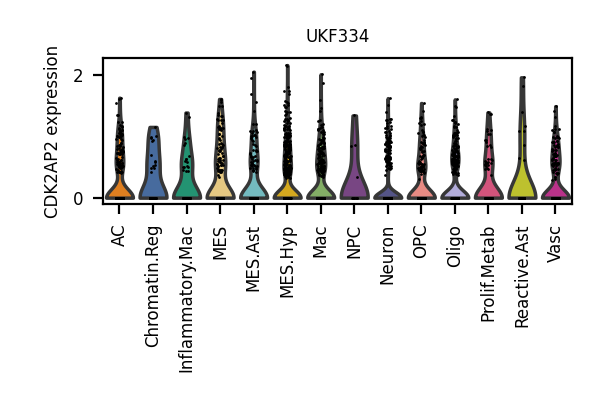 UKF334
CDK2AP2 expression
2
0
AC
Chromatin.Reg
Inflammatory.Mac
MES
MES.Ast
MES.Hyp
Mac
NPC
Neuron
OPC
Oligo
Prolif.Metab
Reactive.Ast
Vasc